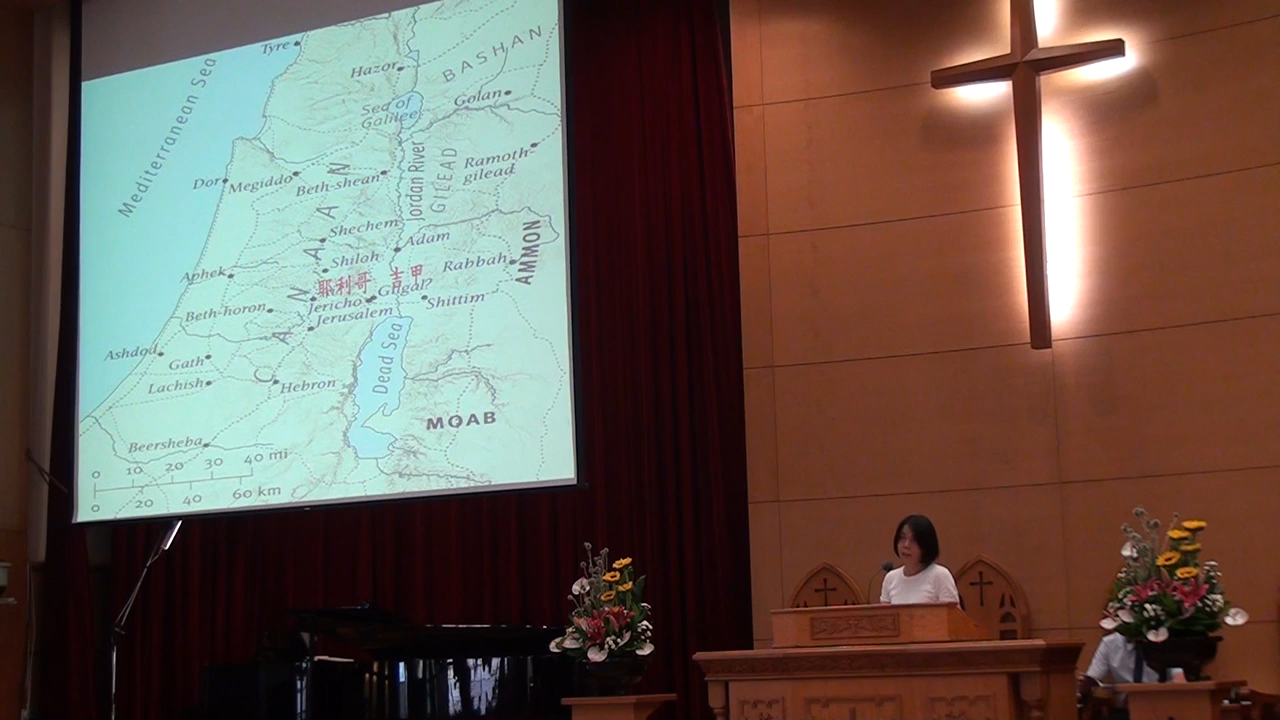 Tyre
Mediterranean Sea
Hazor
BASHAN
Sea of
Galilee
Golan
Dor
Megiddo
Beth-shean
Jordan River
GILEAD
Ramoth-
gilead
CANAAN
Shechem
Adam
Aphek
Shiloh
Rabbah
AMMON
耶利哥 吉甲
Jericho
Gilgal?
Shittim
Beth-horon
Jerusalem
Ashdod
Gath
Lachish
Hebron
Dead Sea
MOAB
Beersheba
0 10 20 30 40 mi
0 20 40 60 km